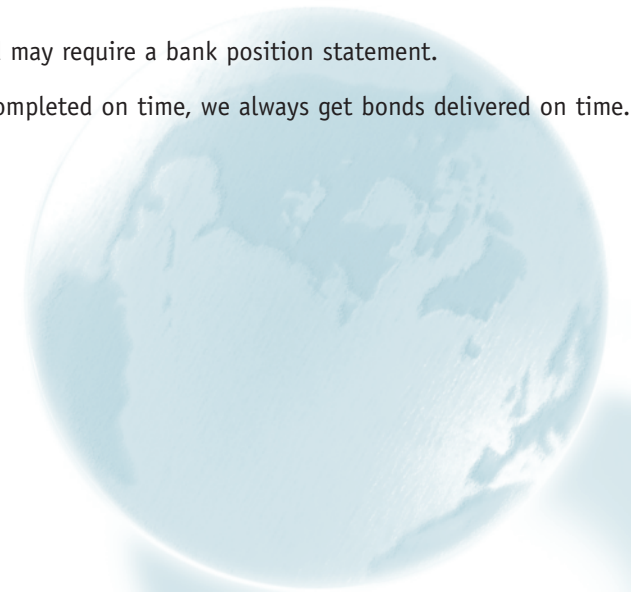 may require a bank position statement.
ompleted on time, we always get bonds delivered on time.